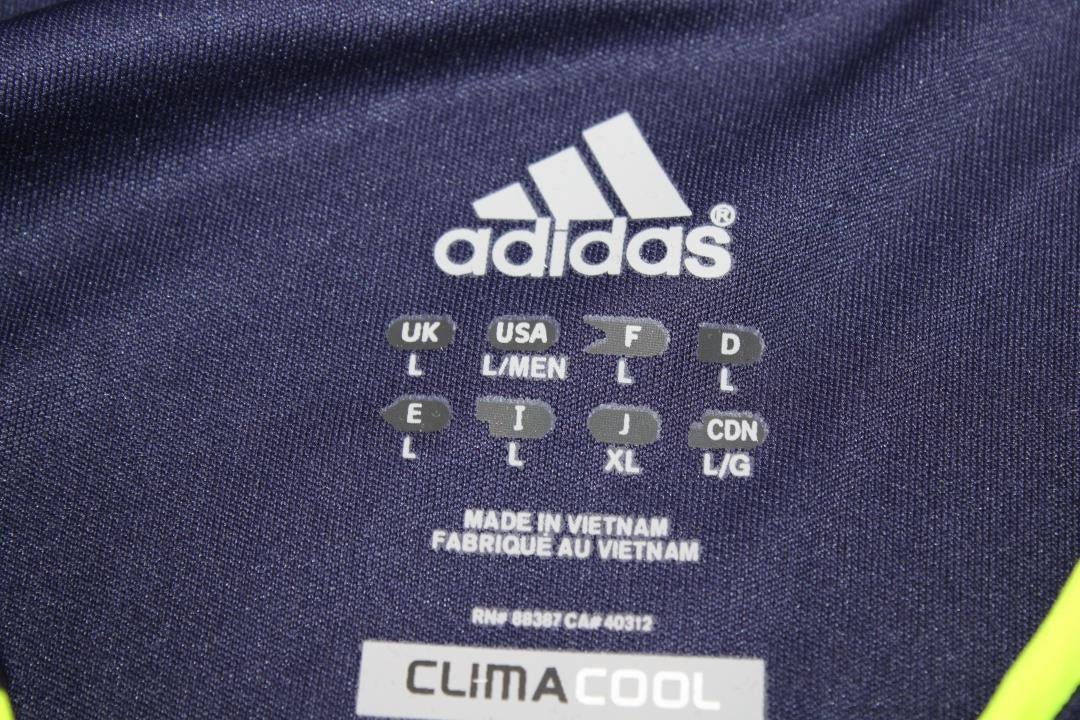 adidas®
UK USA F D
L L/MEN L L
E I J CDN
L L XL L/G
MADE IN VIETNAM
FABRIQUÉ AU VIETNAM
RN# 88387 CA# 40312
CLIMACOOL